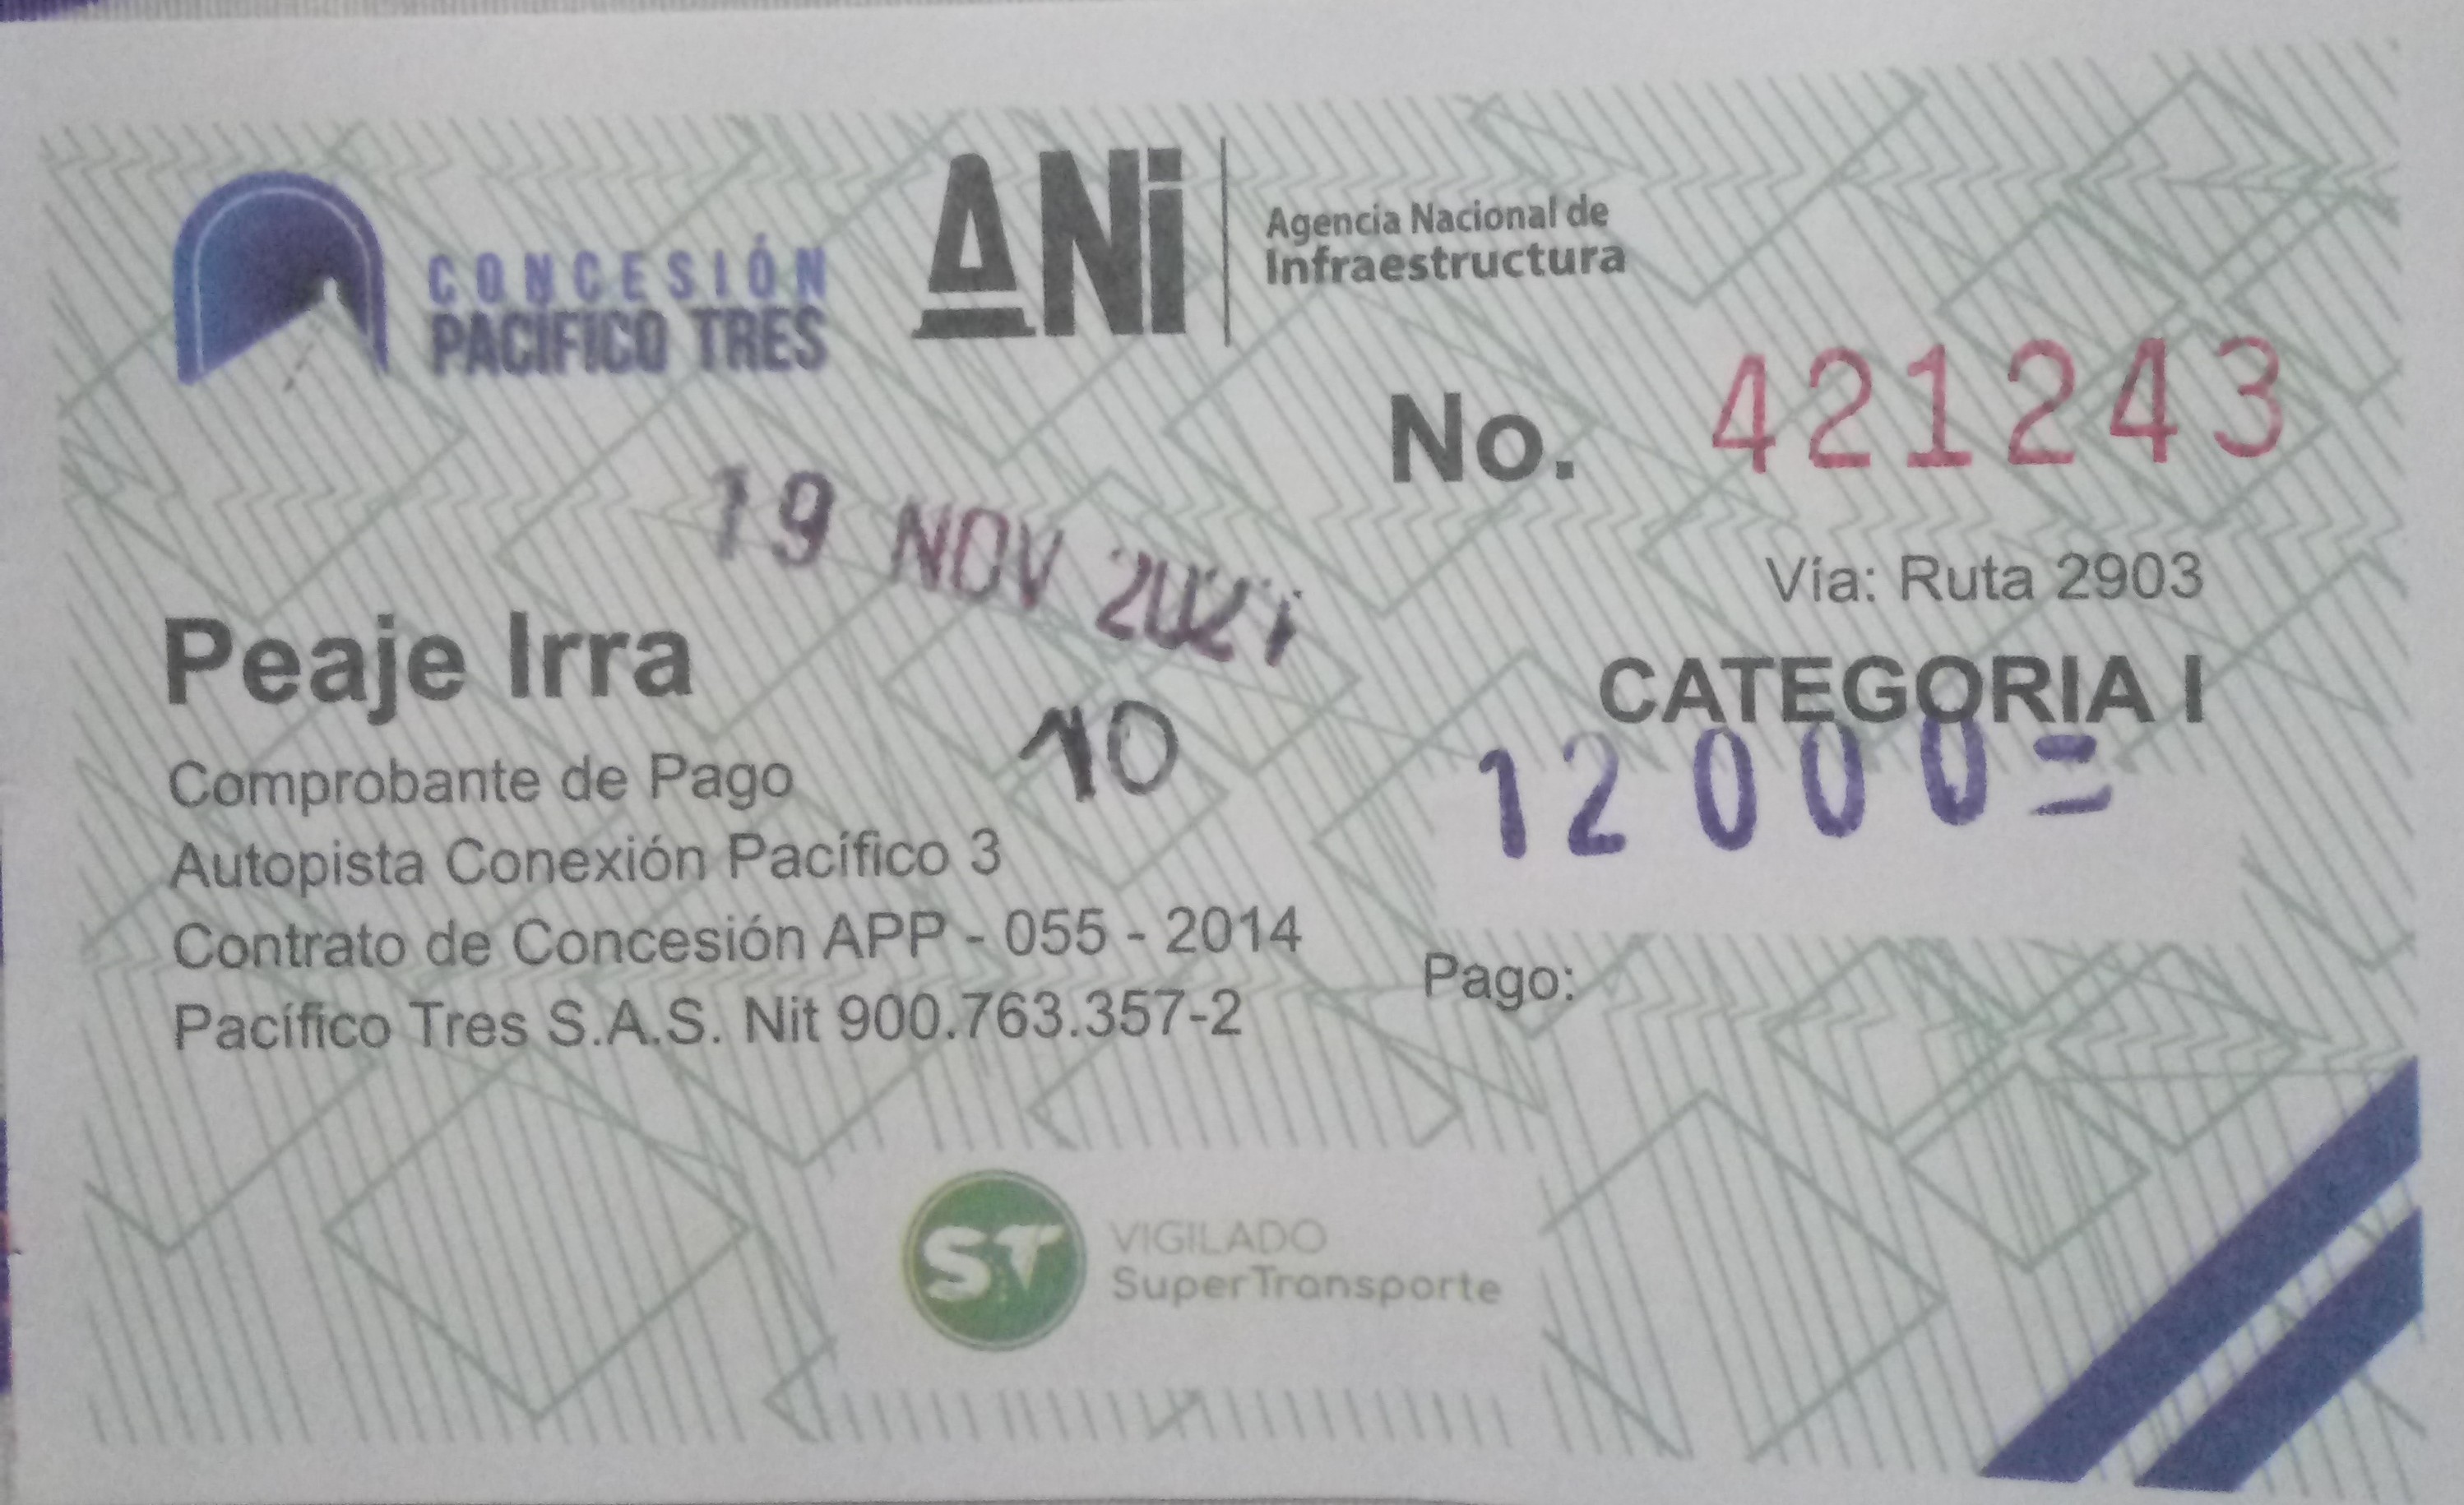 CONCESIÓN
PACÍFICO TRES
ANi
Agencia Nacional de
Infraestructura
No. 421243
19 NOV 2021
Vía: Ruta 2903
Peaje Irra
CATEGORIA I
10
12000=
Comprobante de Pago
Autopista Conexión Pacífico 3
Contrato de Concesión APP - 055 - 2014
Pago:
Pacífico Tres S.A.S. Nit 900.763.357-2
ST
VIGILADO
SuperTransporte